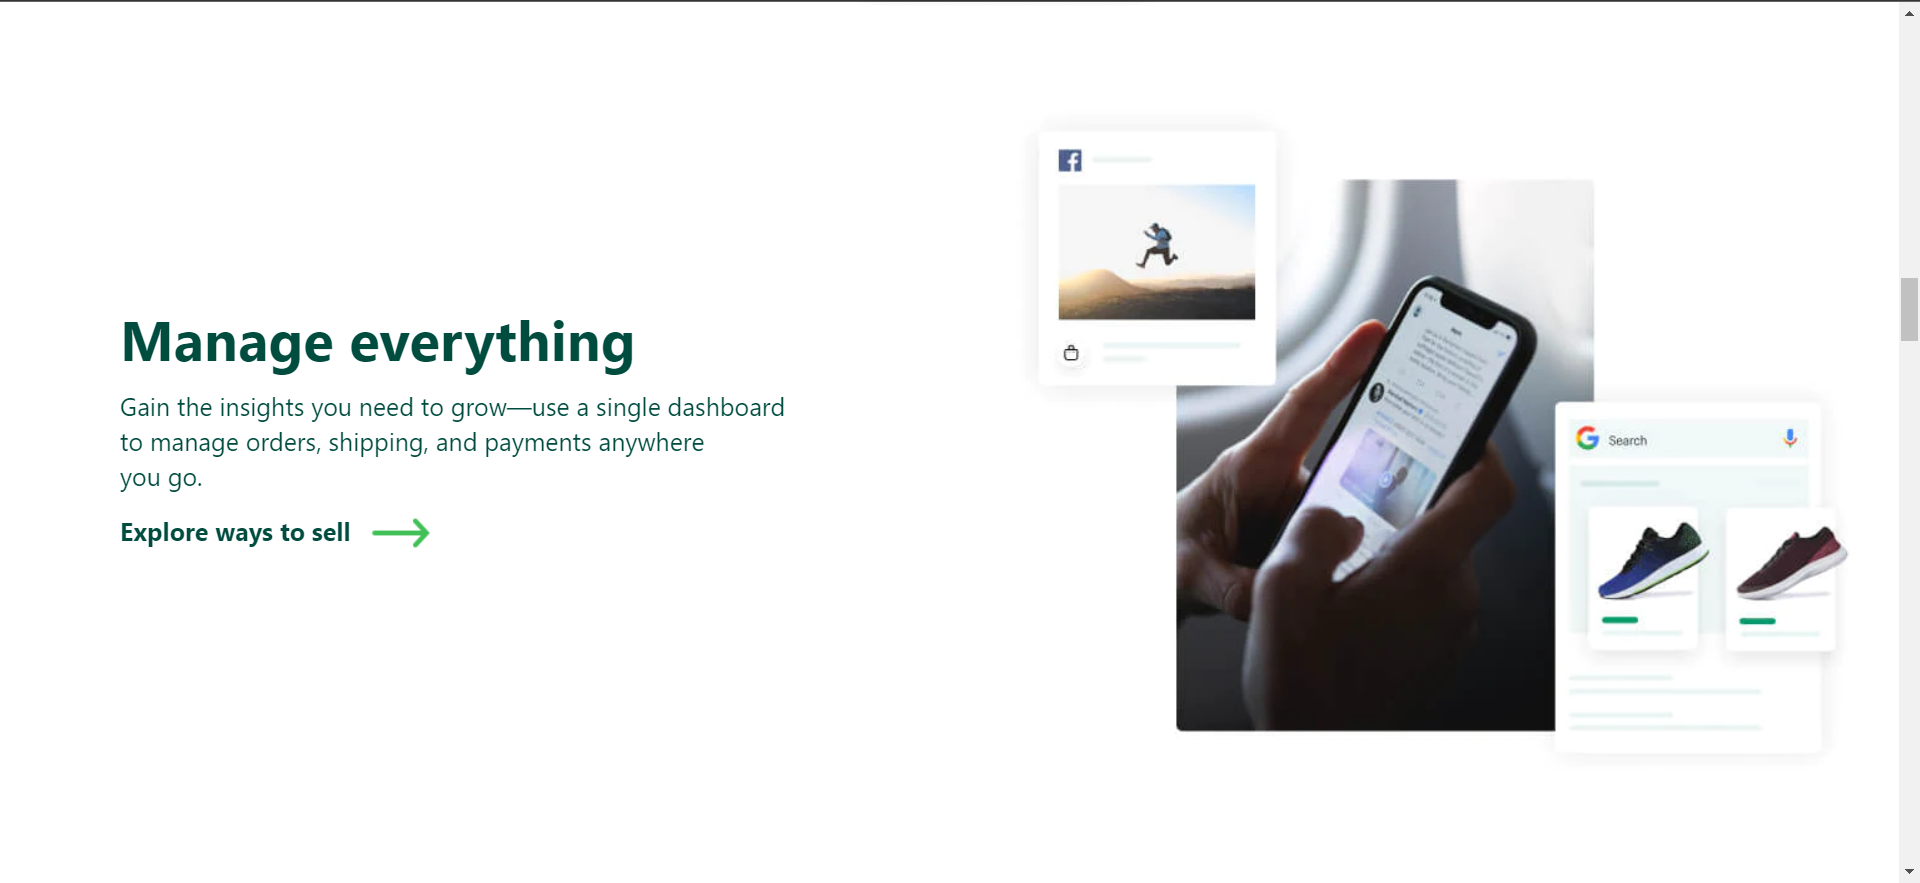 Manage everything
Gain the insights you need to grow—use a single dashboard
to manage orders, shipping, and payments anywhere
you go.
Explore ways to sell
Search